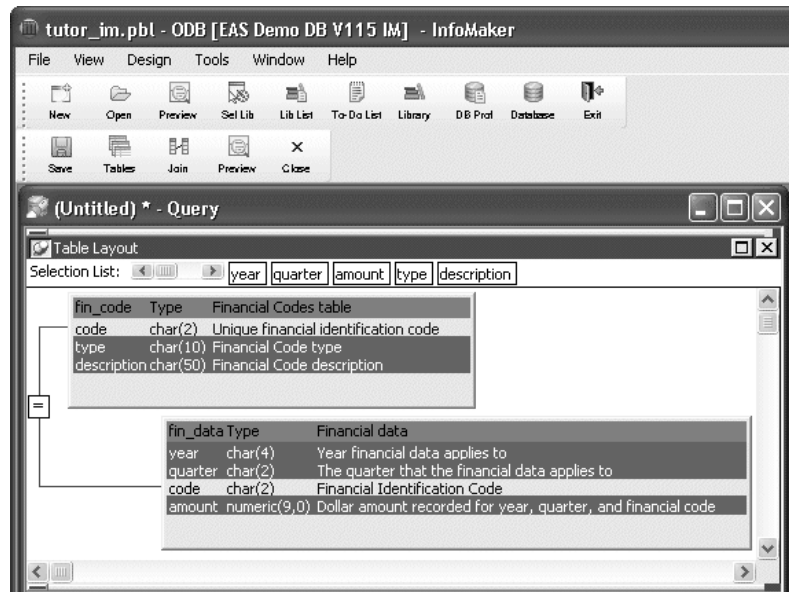 tutor_im.pbl - ODB [EAS Demo DB V115 IM] - InfoMaker
File View Design Tools Window Help
New Open Preview Sel Lib Lib List To-Do List Library DB Prof Database Exit
Save Tables Join Preview Close
(Untitled) * - Query
Table Layout
Selection List: year quarter amount type description
fin_code Type Financial Codes table
code char(2) Unique financial identification code
type char(10) Financial Code type
description char(50) Financial Code description
=
fin_data Type Financial data
year char(4) Year financial data applies to
quarter char(2) The quarter that the financial data applies to
code char(2) Financial Identification Code
amount numeric(9,0) Dollar amount recorded for year, quarter, and financial code